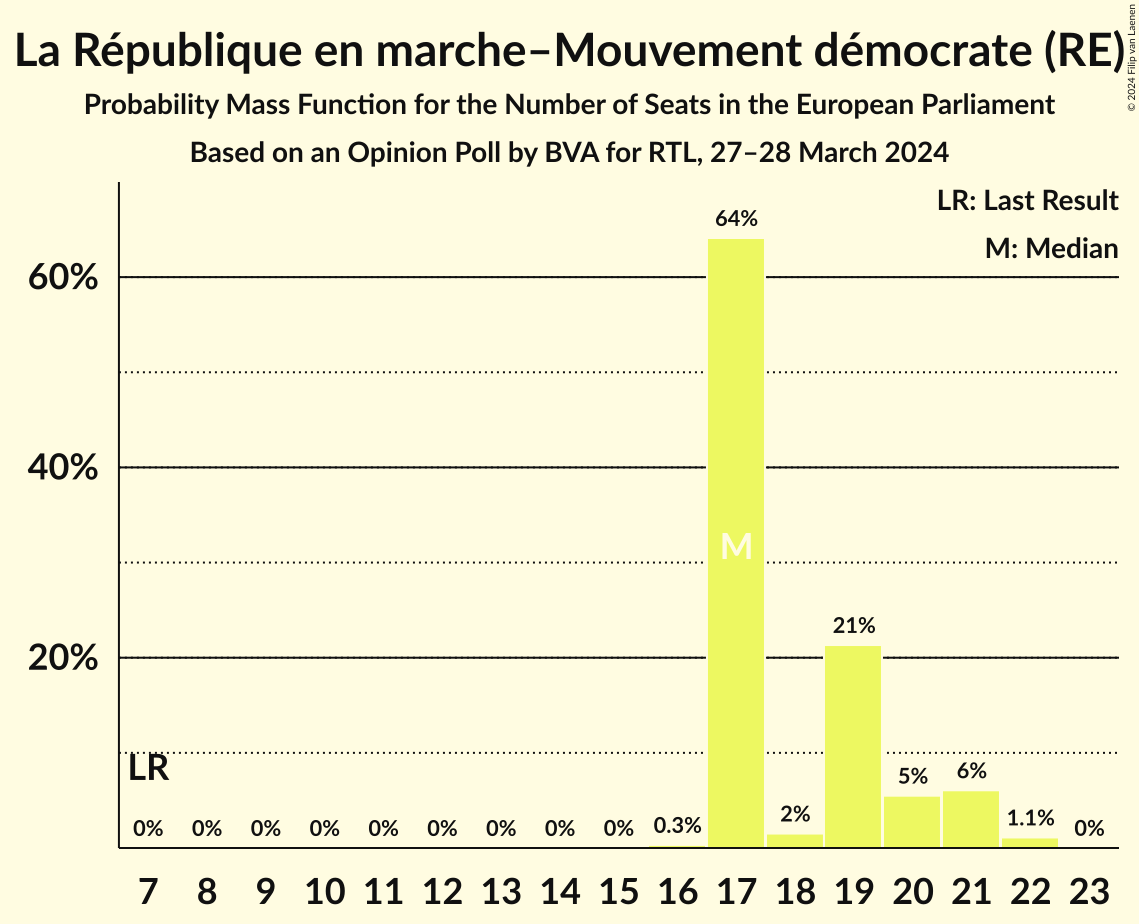 La République en marche–Mouvement démocrate (RE)
Probability Mass Function for the Number of Seats in the European Parliament
Based on an Opinion Poll by BVA for RTL, 27–28 March 2024
© 2024 Filip van Laenen
LR: Last Result
M: Median
60%
40%
20%
LR
M
0% 0% 0% 0% 0% 0% 0% 0% 0% 0.3% 64% 2% 21% 5% 6% 1.1% 0%
7 8 9 10 11 12 13 14 15 16 17 18 19 20 21 22 23